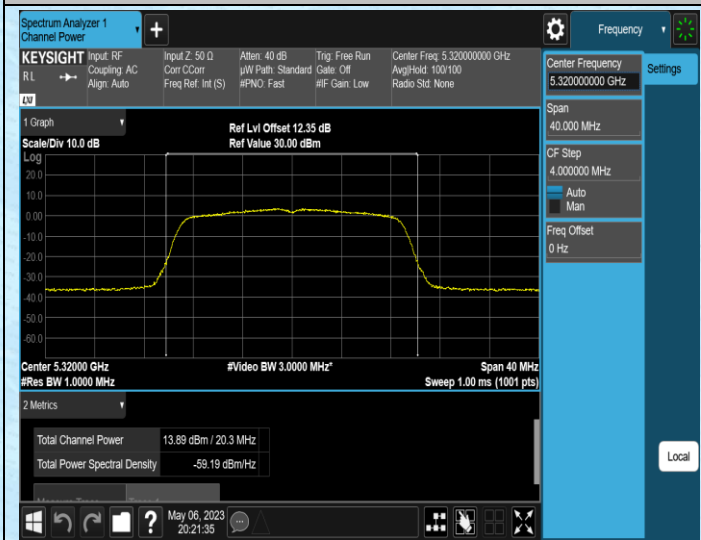 Spectrum Analyzer 1
Channel Power
+
Frequency
KEYSIGHT
RL
LXI
Input: RF
Coupling: AC
Align: Auto
Input Z: 50 Ω
Corr CCorr
Freq Ref: Int (S)
Atten: 40 dB
µW Path: Standard
#PNO: Fast
Trig: Free Run
Gate: Off
#IF Gain: Low
Center Freq: 5.320000000 GHz
Avg|Hold: 100/100
Radio Std: None
1 Graph
Scale/Div 10.0 dB
Ref Lvl Offset 12.35 dB
Ref Value 30.00 dBm
Log
20.0
10.0
0.00
-10.0
-20.0
-30.0
-40.0
-50.0
-60.0
Center 5.32000 GHz
#Res BW 1.0000 MHz
#Video BW 3.0000 MHz*
Span 40 MHz
Sweep 1.00 ms (1001 pts)
2 Metrics
Total Channel Power 13.89 dBm / 20.3 MHz
Total Power Spectral Density -59.19 dBm/Hz
?
May 06, 2023
20:21:35
Center Frequency
5.320000000 GHz
Span
40.000 MHz
CF Step
4.000000 MHz
Auto
Man
Freq Offset
0 Hz
Settings
Local